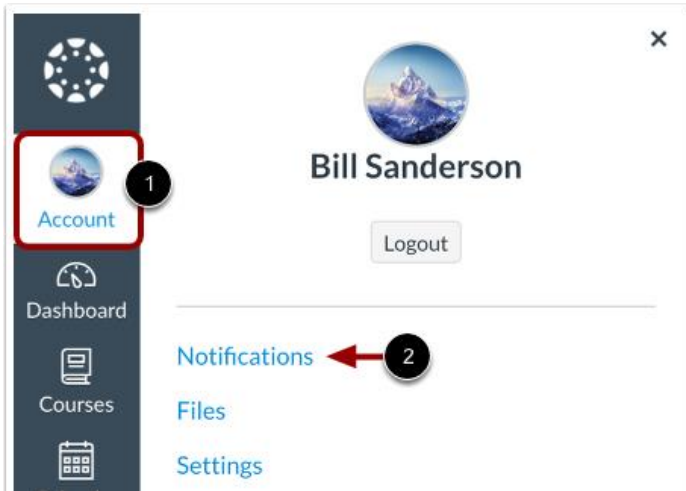 Account
1
Dashboard
Courses
×
Bill Sanderson
Logout
Notifications
2
Files
Settings